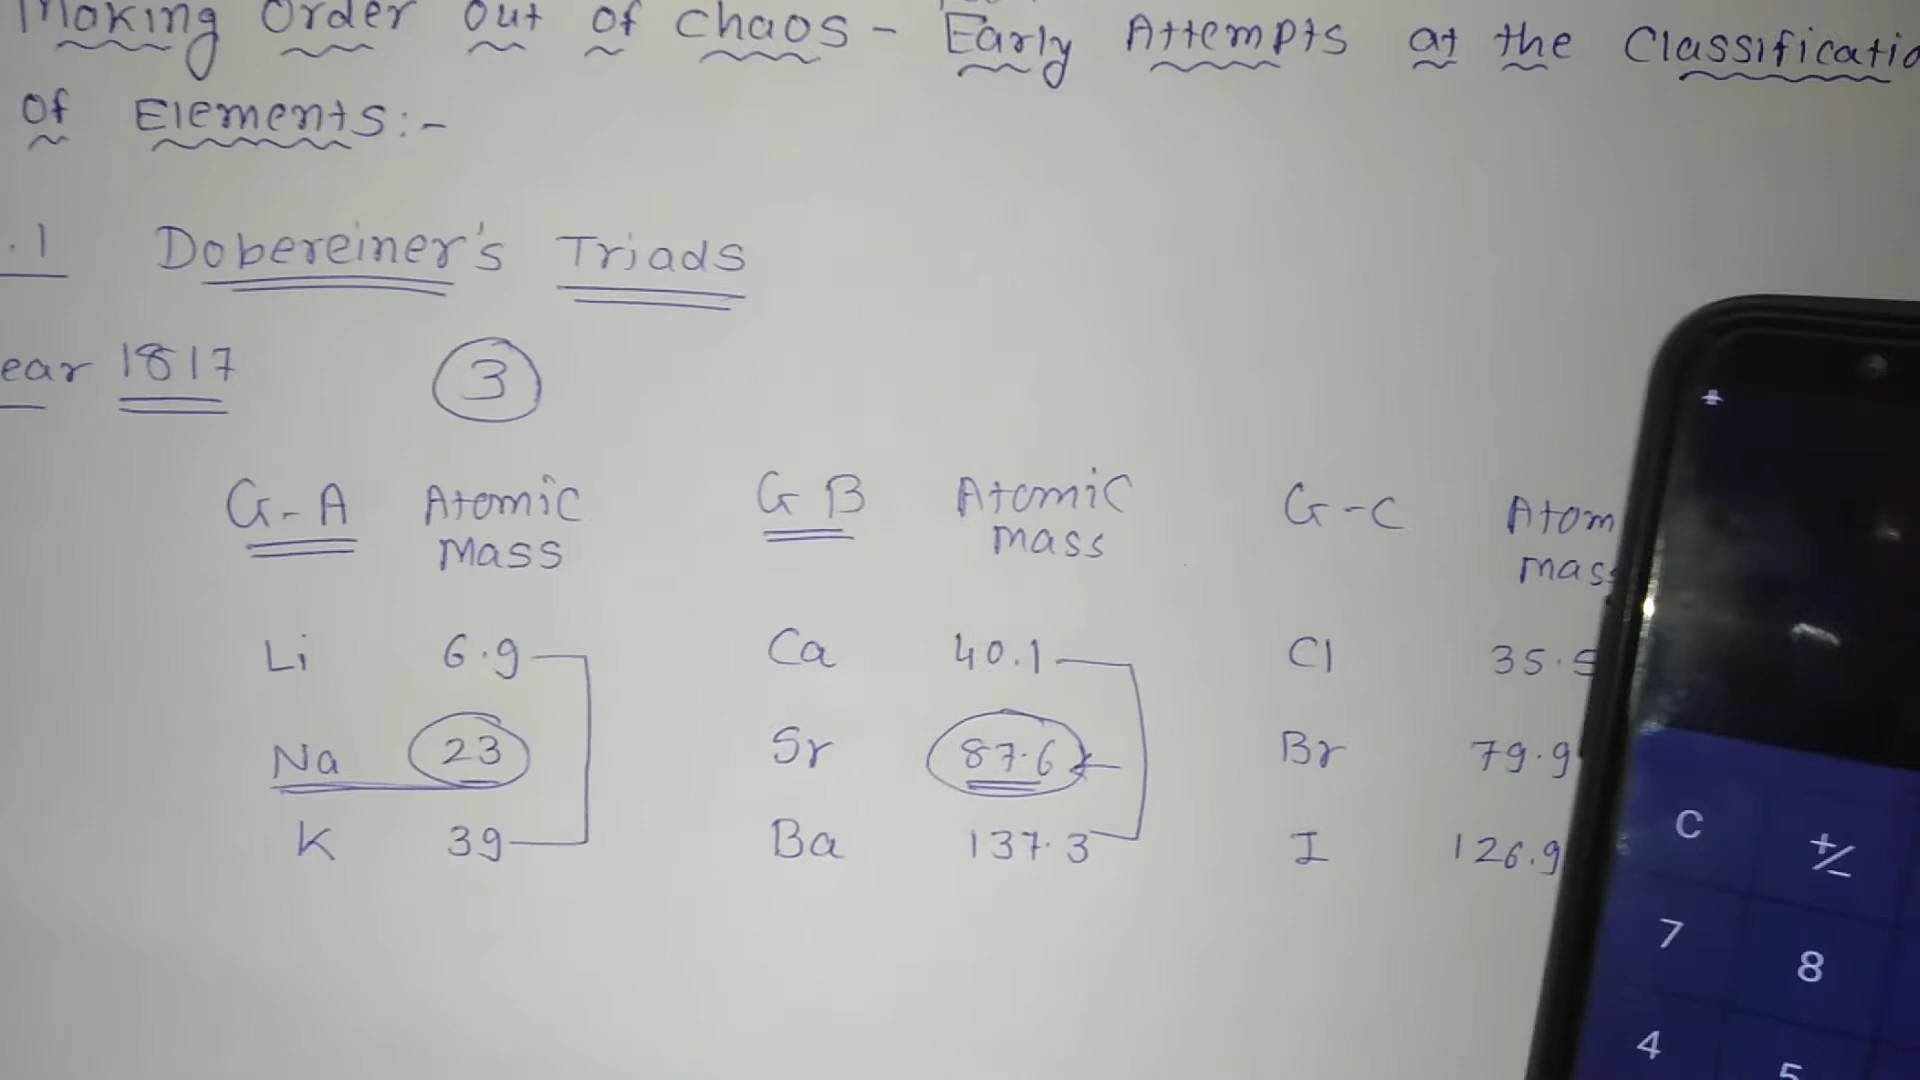 Making Order Out of Chaos - Early Attempts at the Classificatio
of Elements:-
.1 Dobereiner's Triads
ear 1817 3
G-A Atomic Mass G B Atomic mass G-C Atom mass
Li 6.9 Ca 40.1 Cl 35.5
Na 23 Sr 87.6 Br 79.9
K 39 Ba 137.3 I 126.9
C +/-
7 8
4 5